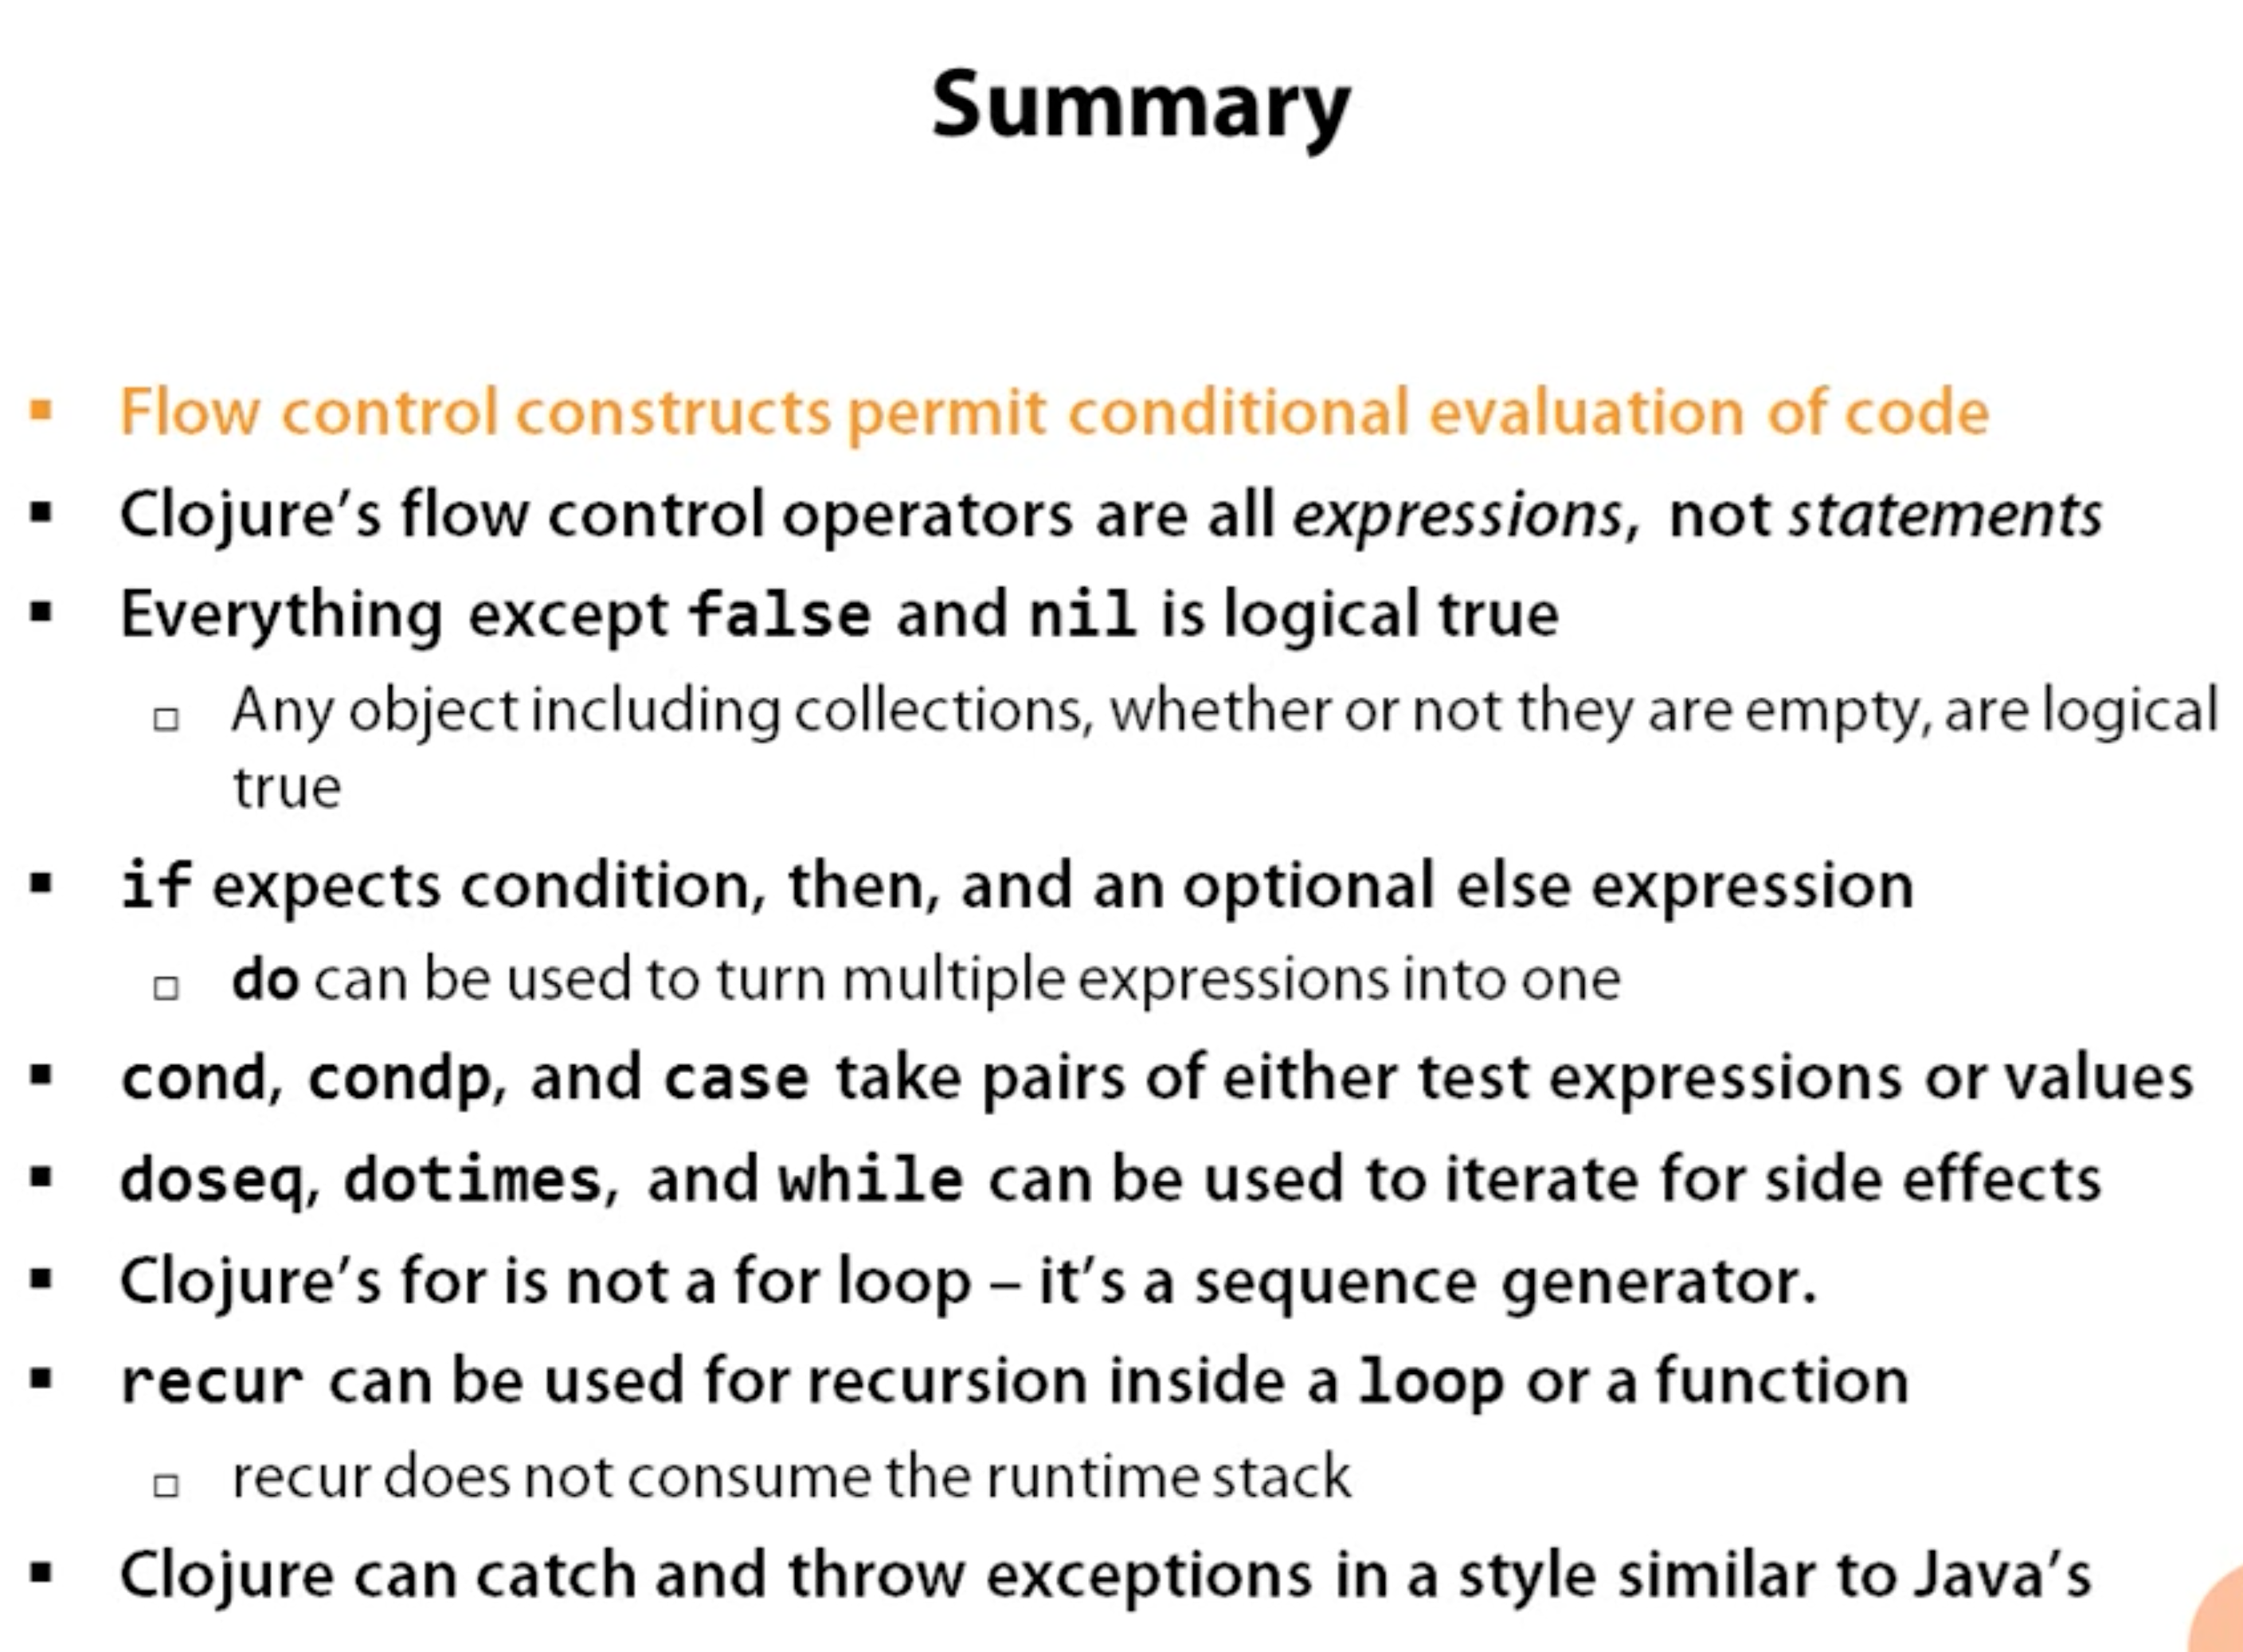 Summary
▪ Flow control constructs permit conditional evaluation of code
▪ Clojure’s flow control operators are all expressions, not statements
▪ Everything except false and nil is logical true
▫ Any object including collections, whether or not they are empty, are logical
true
▪ if expects condition, then, and an optional else expression
▫ do can be used to turn multiple expressions into one
▪ cond, condp, and case take pairs of either test expressions or values
▪ doseq, dotimes, and while can be used to iterate for side effects
▪ Clojure’s for is not a for loop – it’s a sequence generator.
▪ recur can be used for recursion inside a loop or a function
▫ recur does not consume the runtime stack
▪ Clojure can catch and throw exceptions in a style similar to Java’s